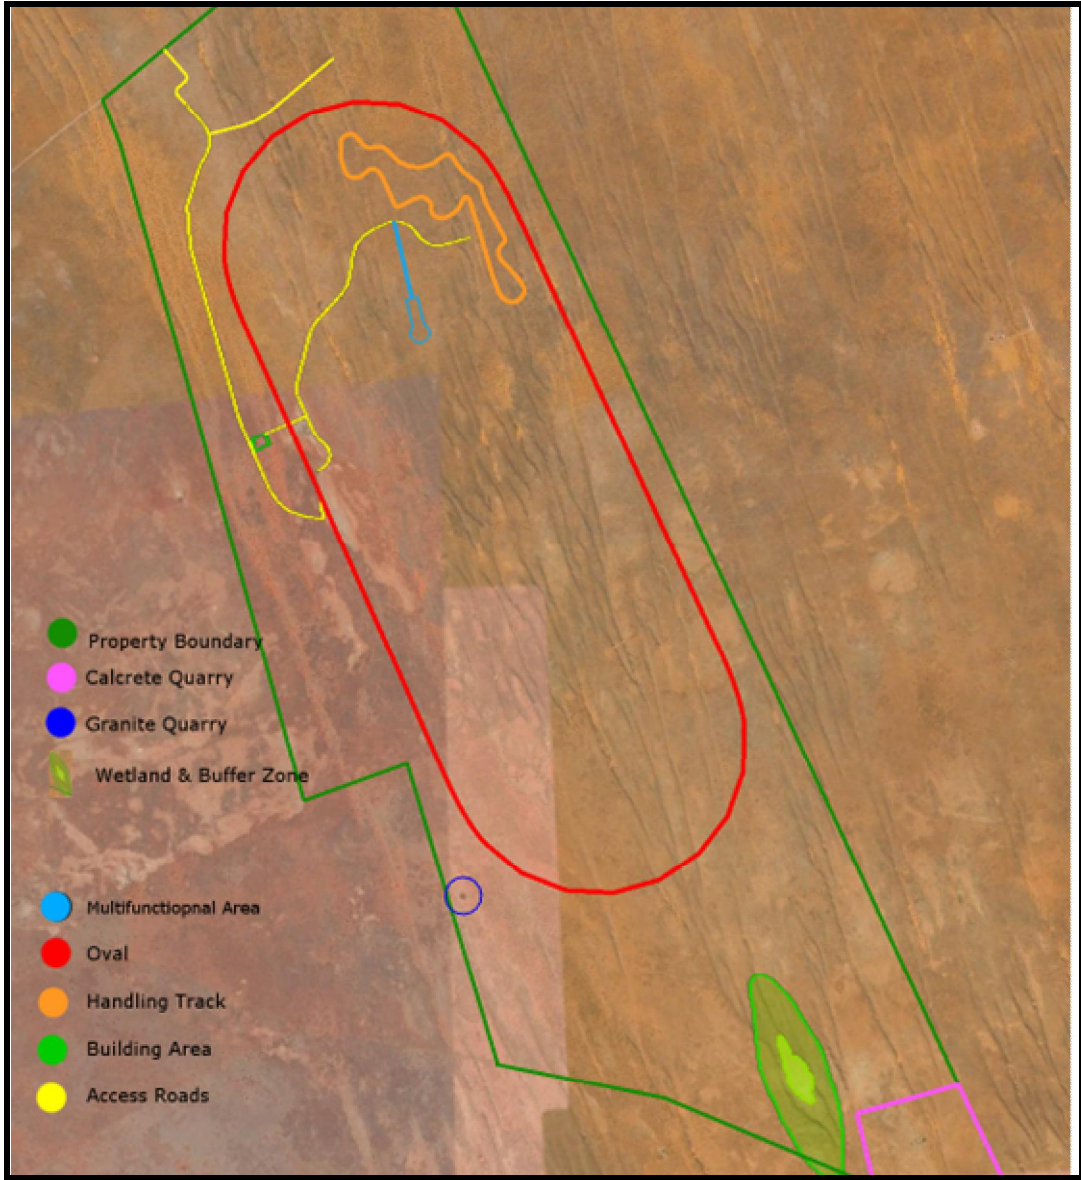 Property Boundary
Calcrete Quarry
Granite Quarry
Wetland & Buffer Zone
Multifunctiopnal Area
Oval
Handling Track
Building Area
Access Roads